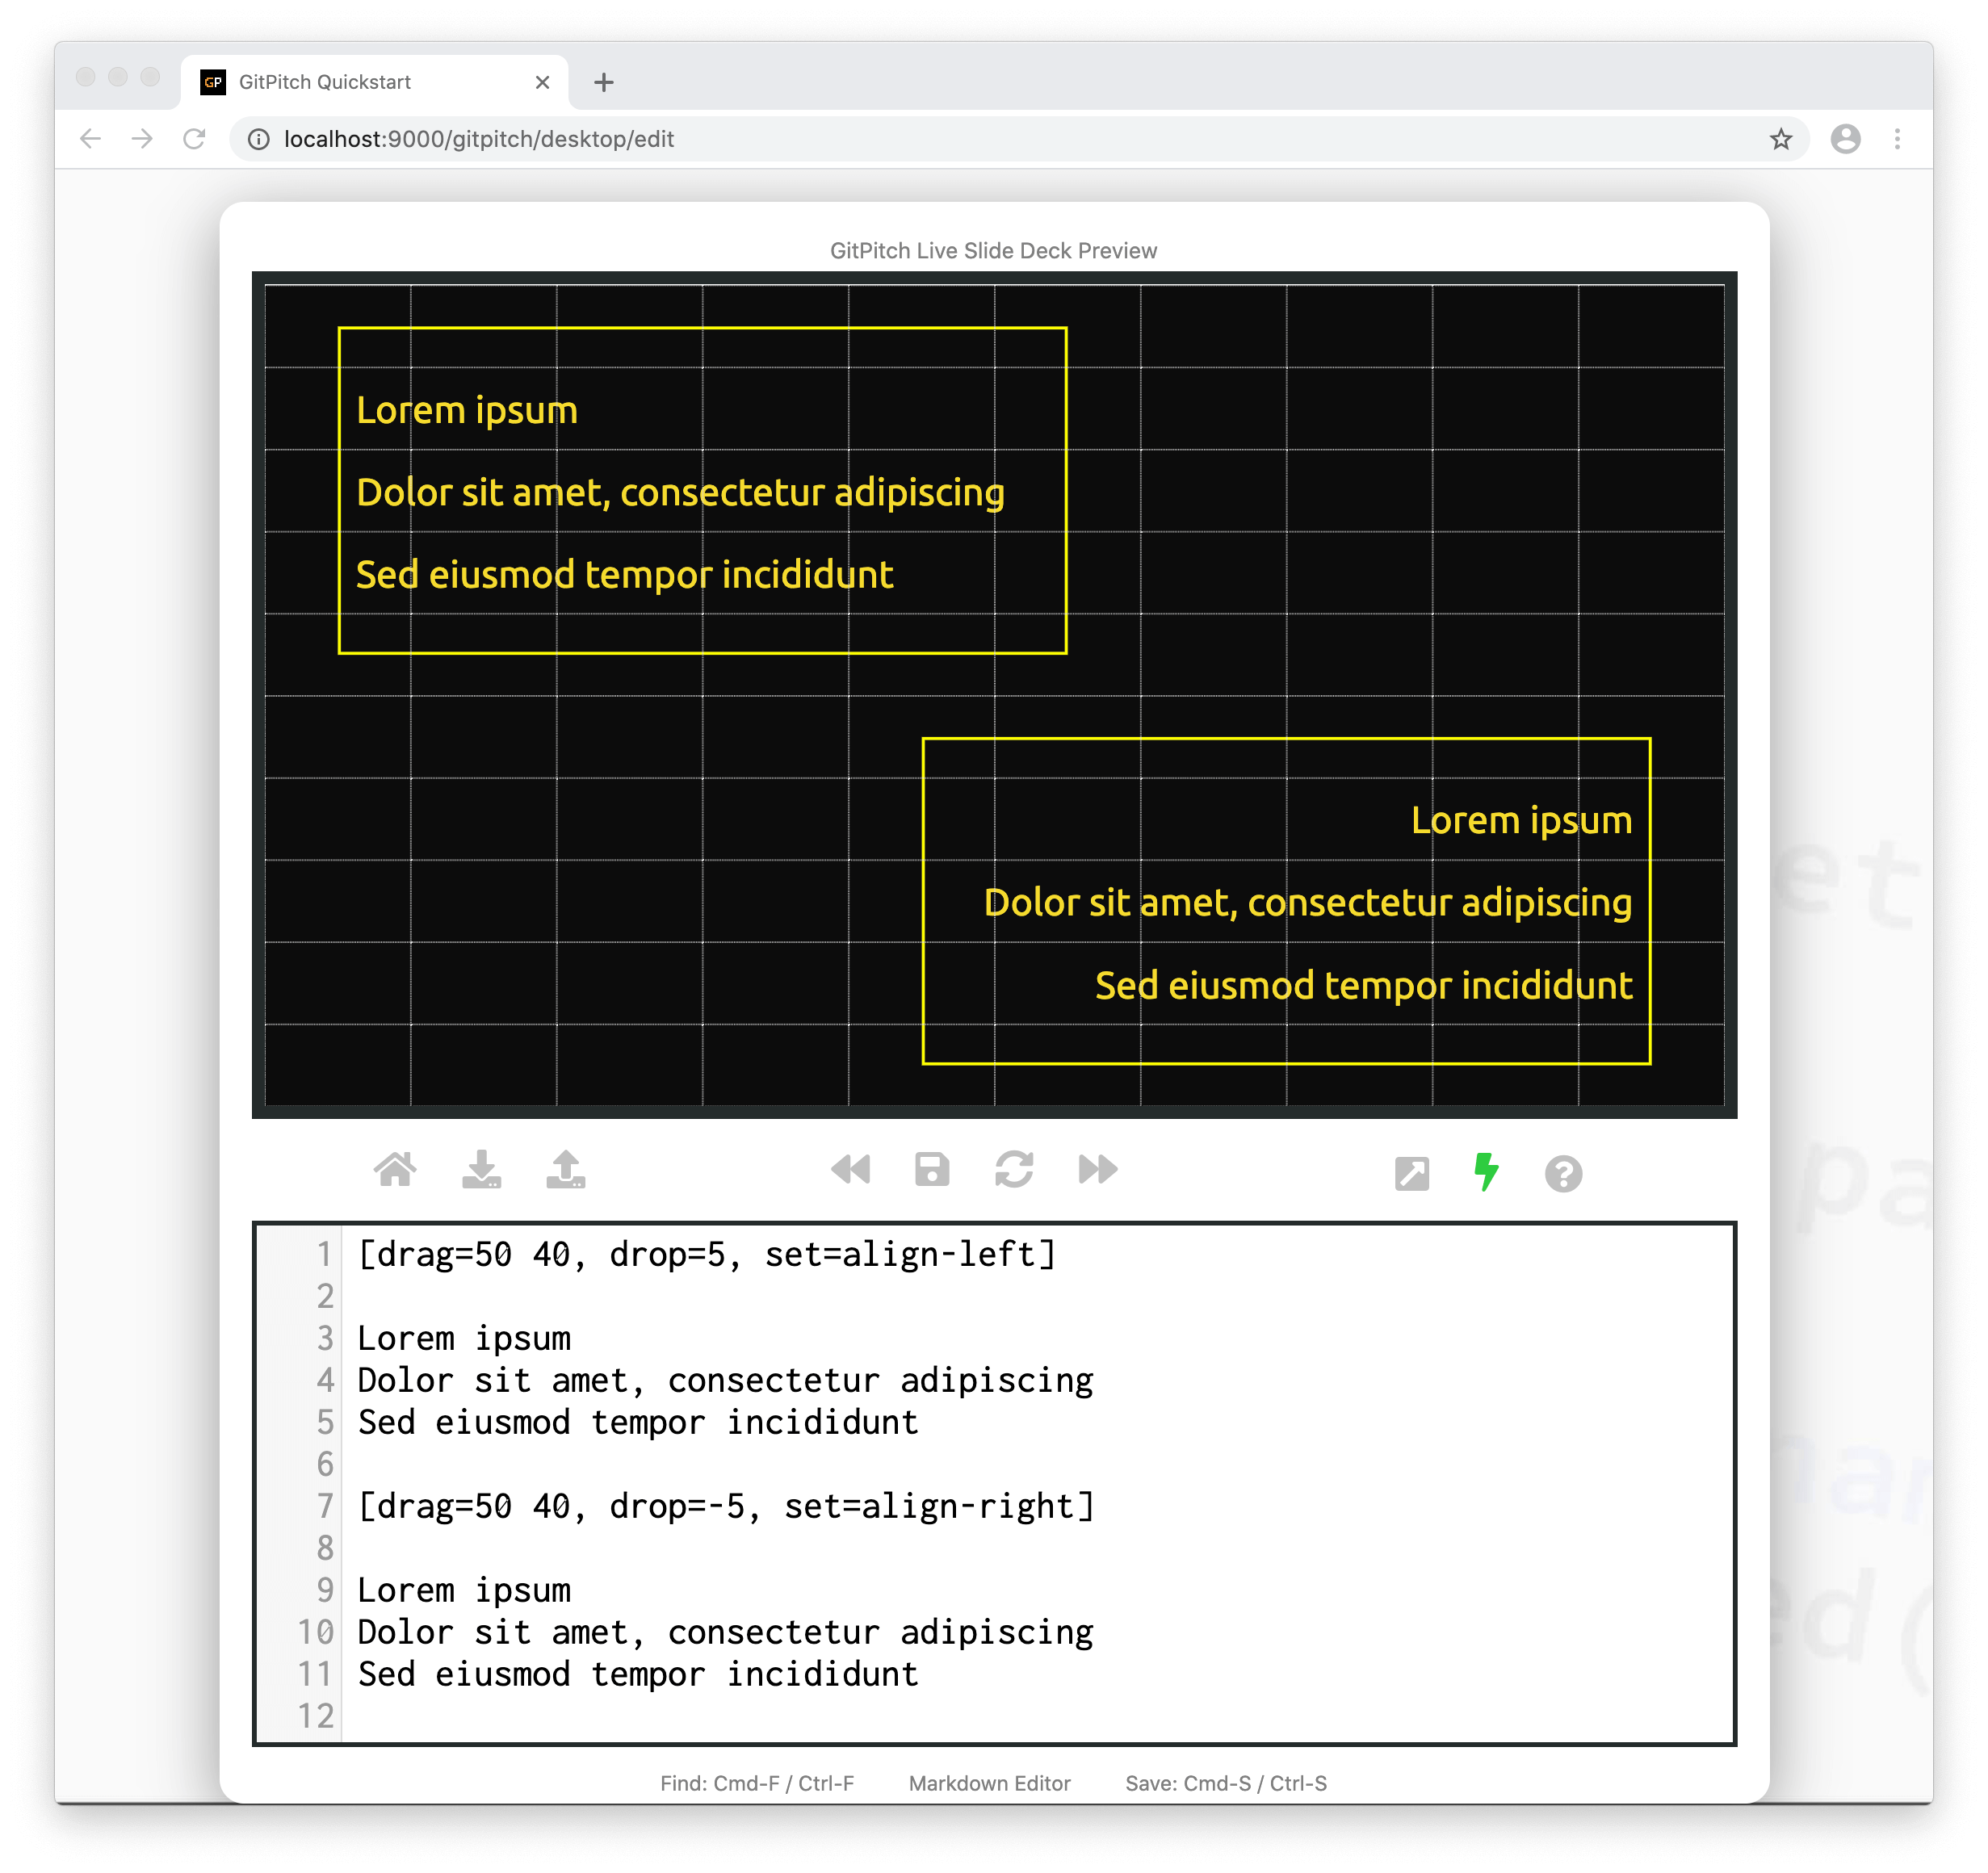 GP GitPitch Quickstart
localhost:9000/gitpitch/desktop/edit
GitPitch Live Slide Deck Preview
Lorem ipsum
Dolor sit amet, consectetur adipiscing
Sed eiusmod tempor incididunt
Lorem ipsum
Dolor sit amet, consectetur adipiscing
Sed eiusmod tempor incididunt
1 [drag=50 40, drop=5, set=align-left]
2
3 Lorem ipsum
4 Dolor sit amet, consectetur adipiscing
5 Sed eiusmod tempor incididunt
6
7 [drag=50 40, drop=-5, set=align-right]
8
9 Lorem ipsum
10 Dolor sit amet, consectetur adipiscing
11 Sed eiusmod tempor incididunt
12
Find: Cmd-F / Ctrl-F Markdown Editor Save: Cmd-S / Ctrl-S